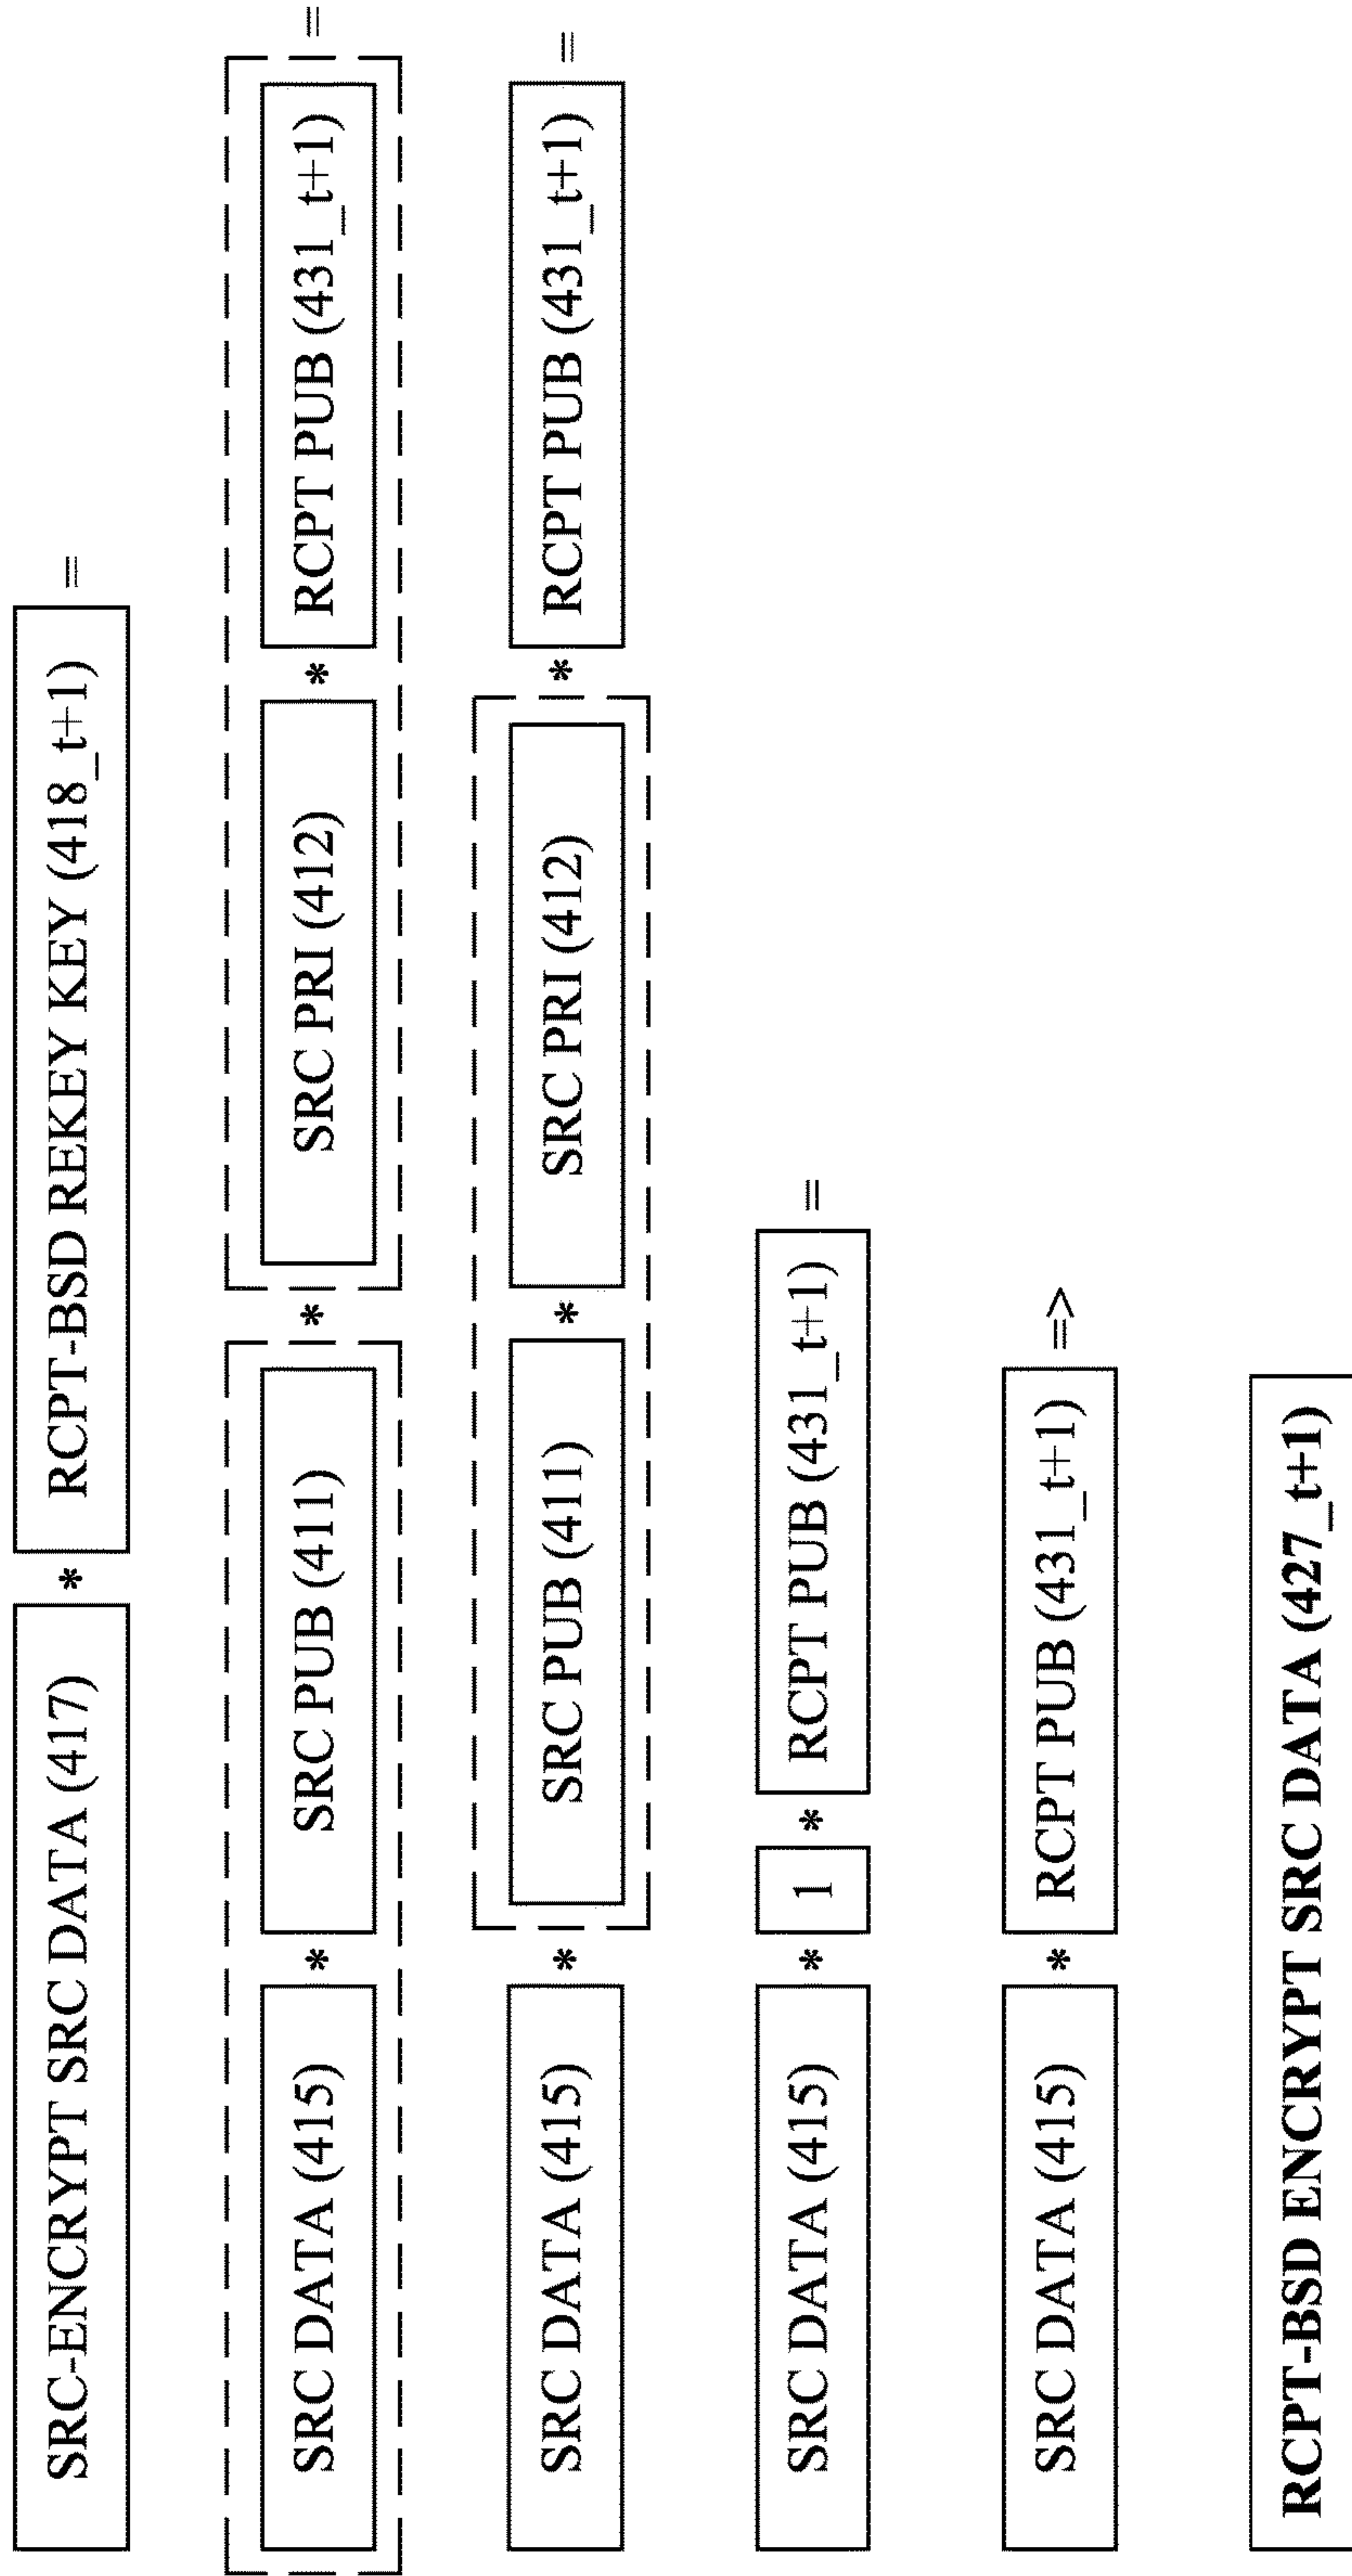 SRC-ENCRYPT SRC DATA (417) * RCPT-BSD REKEY KEY (418_t+1) =
SRC DATA (415) * SRC PUB (411) * SRC PRI (412) * RCPT PUB (431_t+1) =
SRC DATA (415) * SRC PUB (411) * SRC PRI (412) * RCPT PUB (431_t+1) =
SRC DATA (415) * 1 * RCPT PUB (431_t+1) =
SRC DATA (415) * RCPT PUB (431_t+1) =>
RCPT-BSD ENCRYPT SRC DATA (427_t+1)